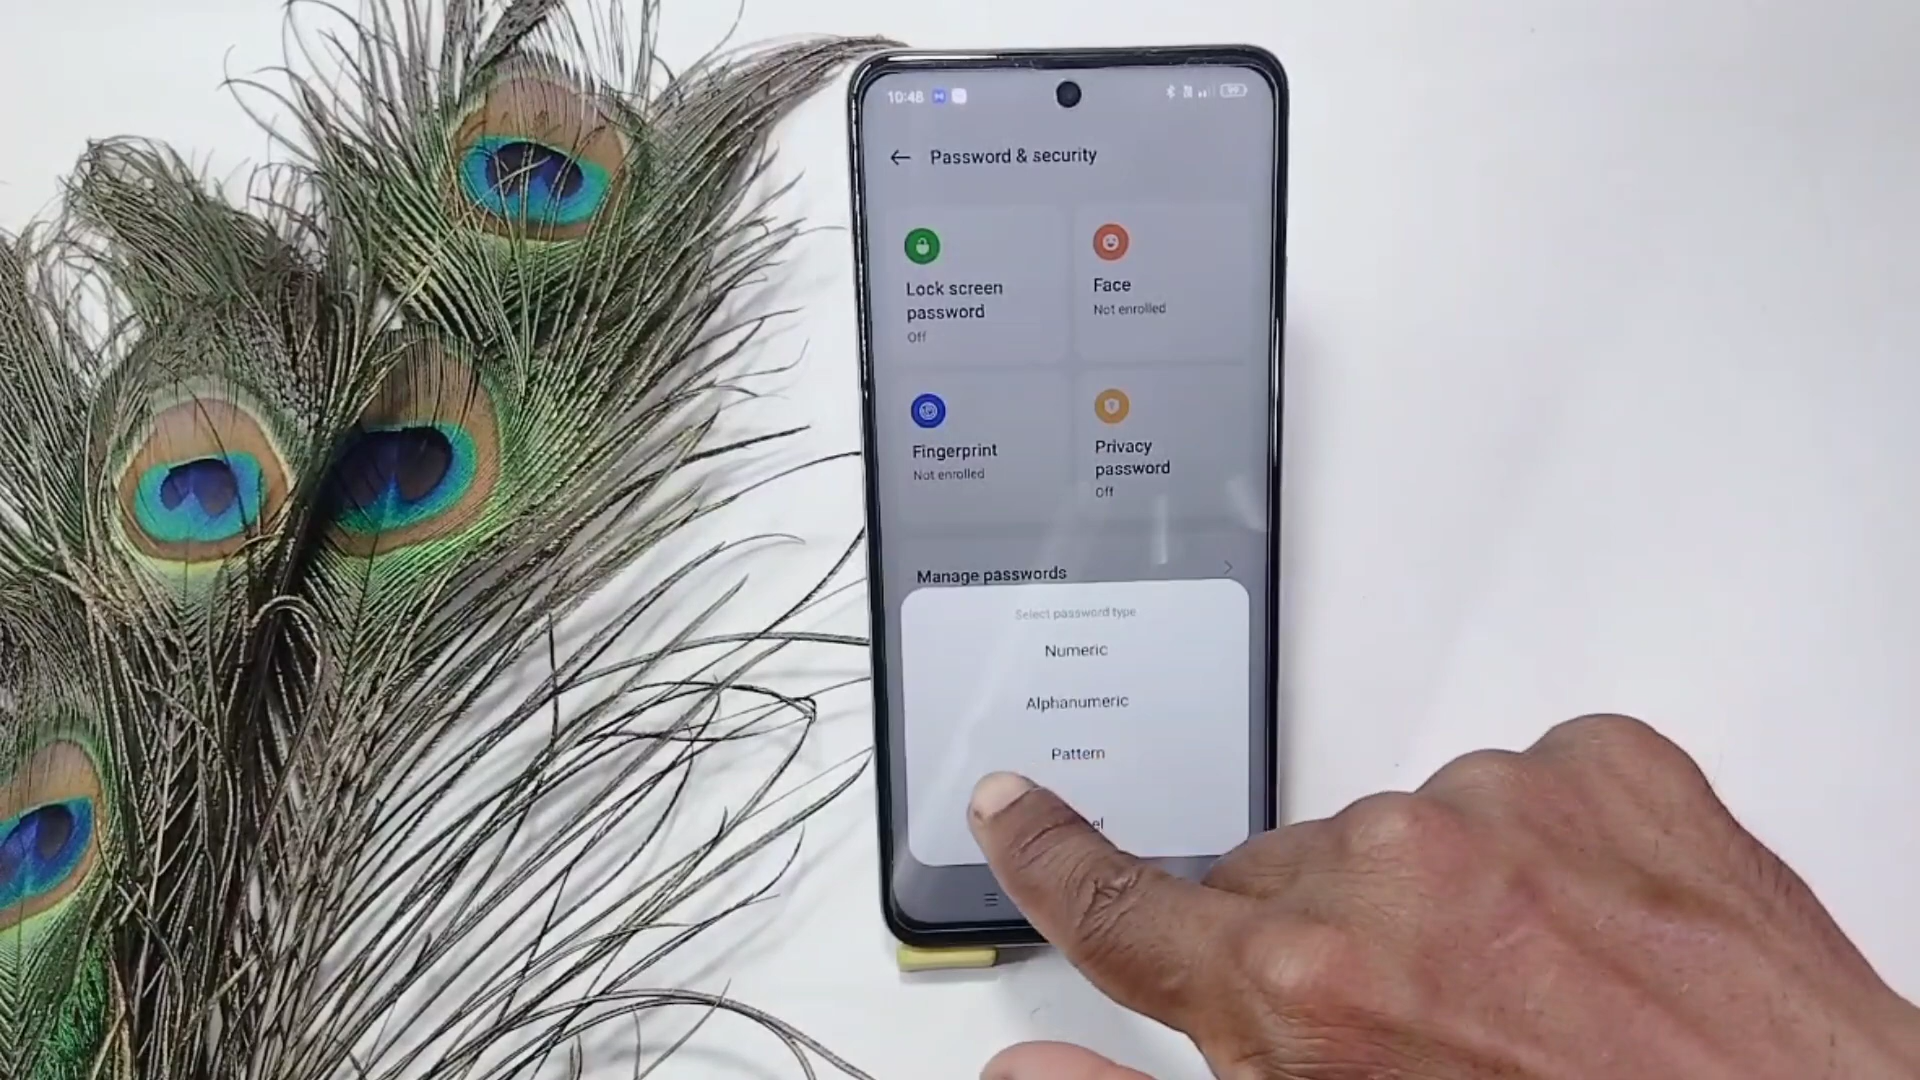 10:48
Password & security
Lock screen
password
Off
Face
Not enrolled
Fingerprint
Not enrolled
Privacy
password
Off
Manage passwords
Select password type
Numeric
Alphanumeric
Pattern